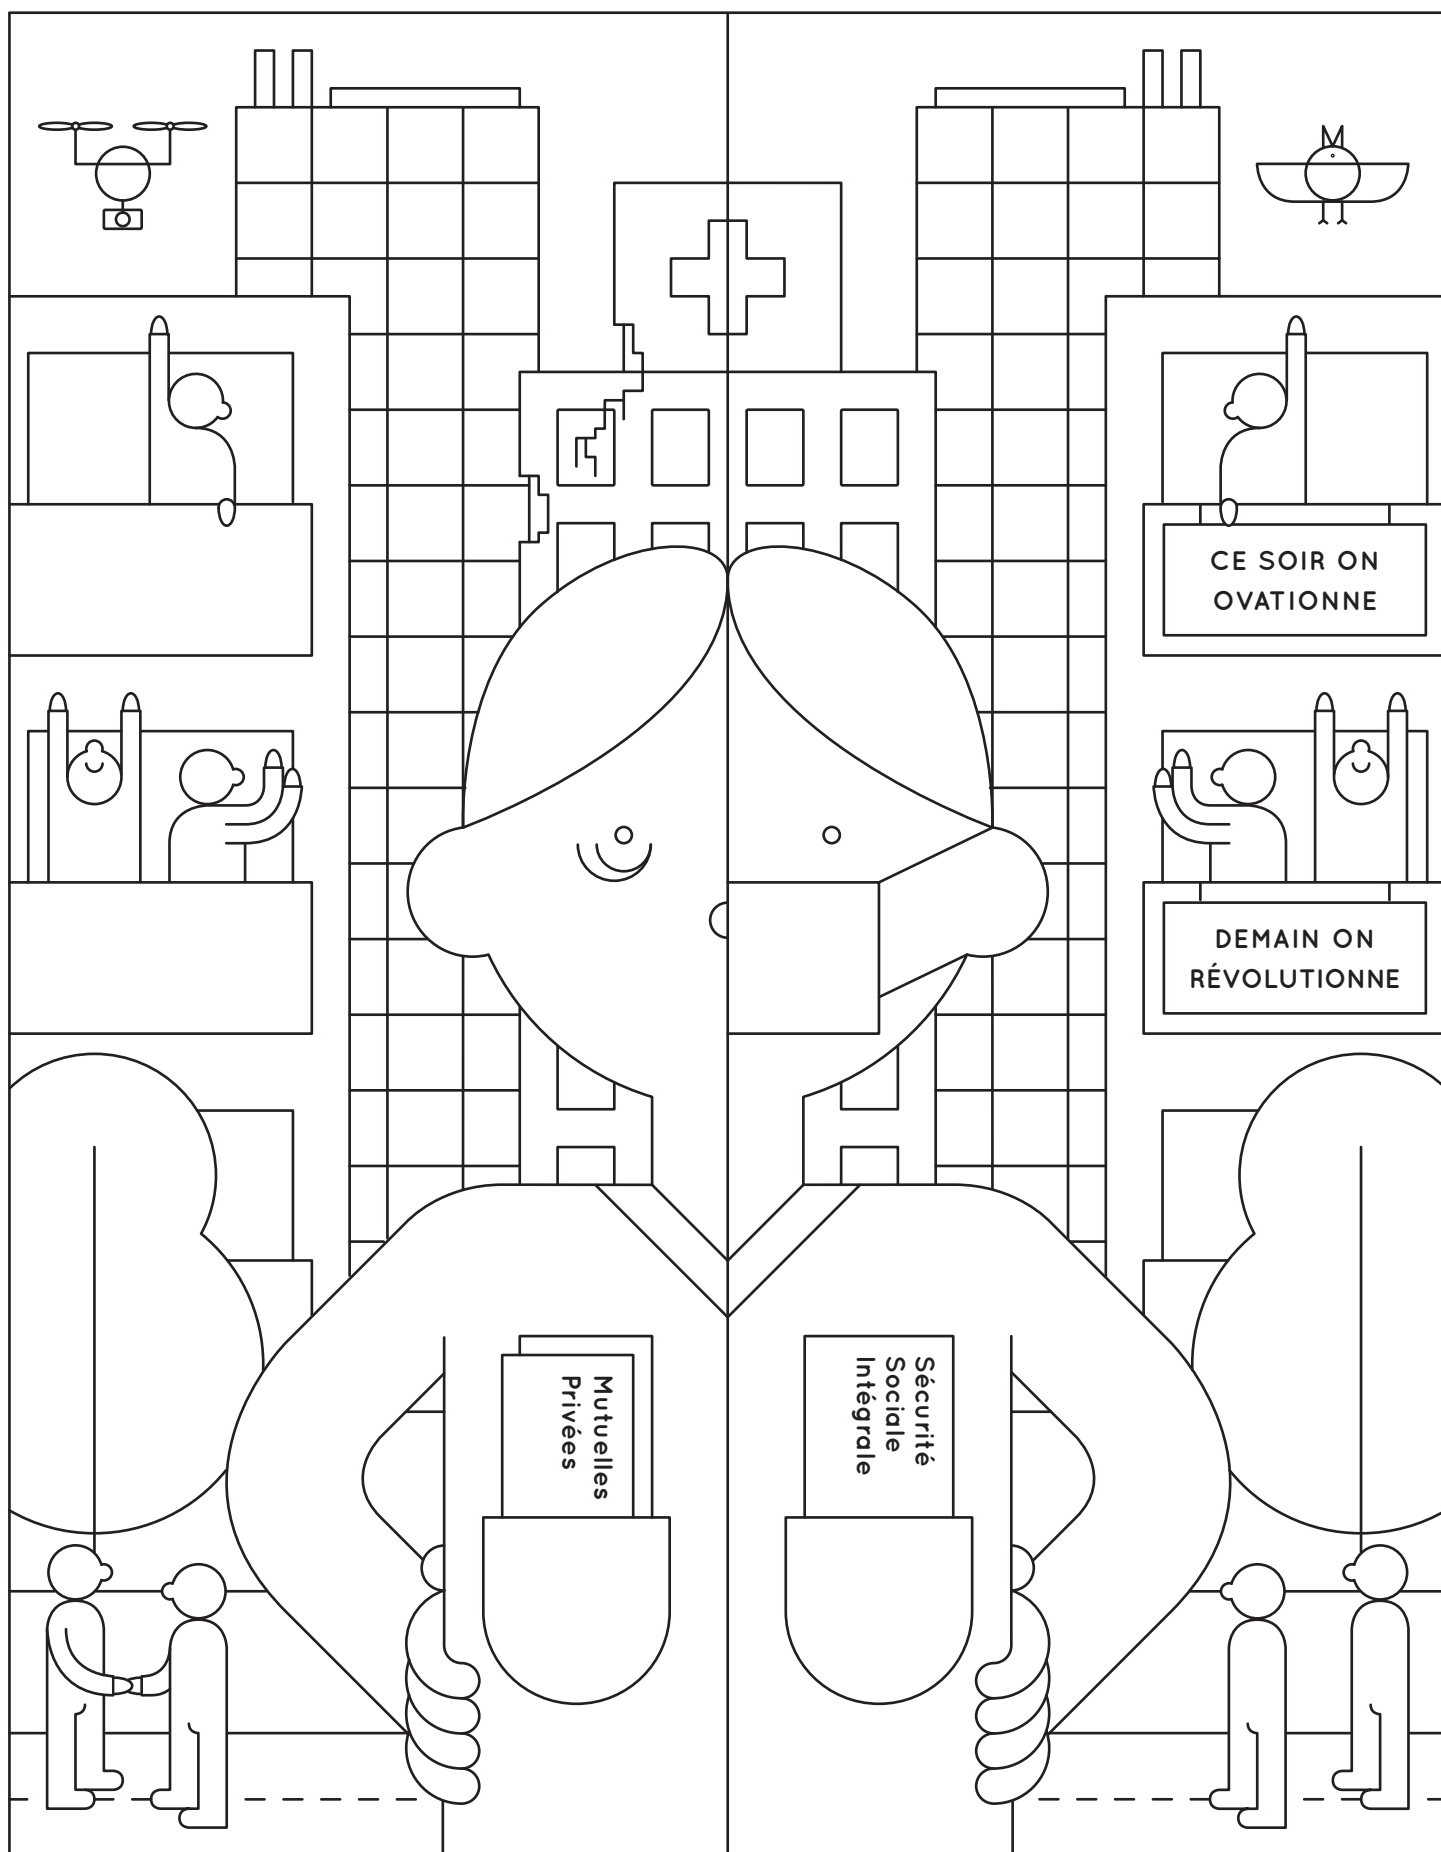 CE SOIR ON
OVATIONNE
DEMAIN ON
RÉVOLUTIONNE
Mutuelles
Privées
Sécurité
Sociale
Intégrale